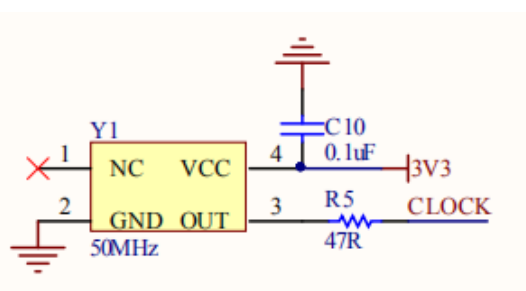 C10
0.1uF
Y1
1 NC VCC 4
3V3
2 GND OUT 3
R5
47R
CLOCK
50MHz